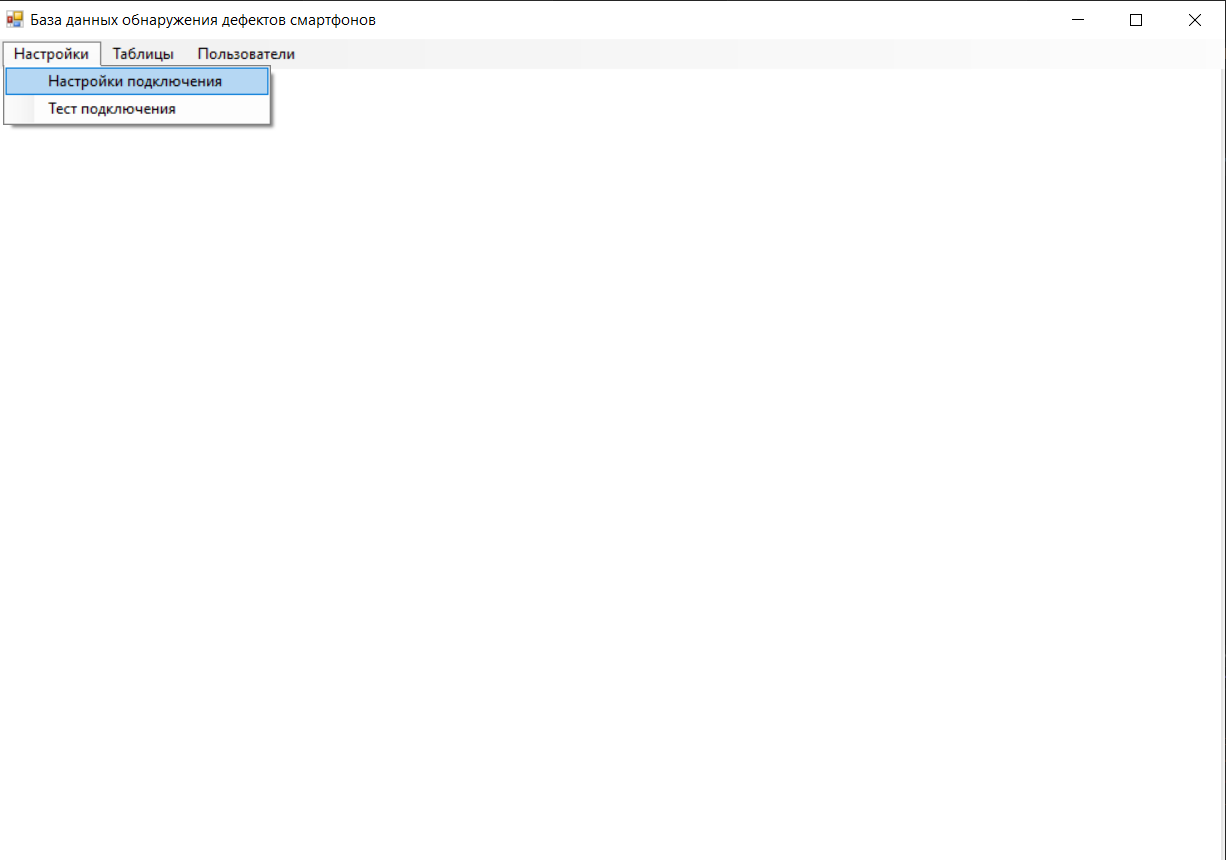 База данных обнаружения дефектов смартфонов
Настройки Таблицы Пользователи
Настройки подключения
Тест подключения